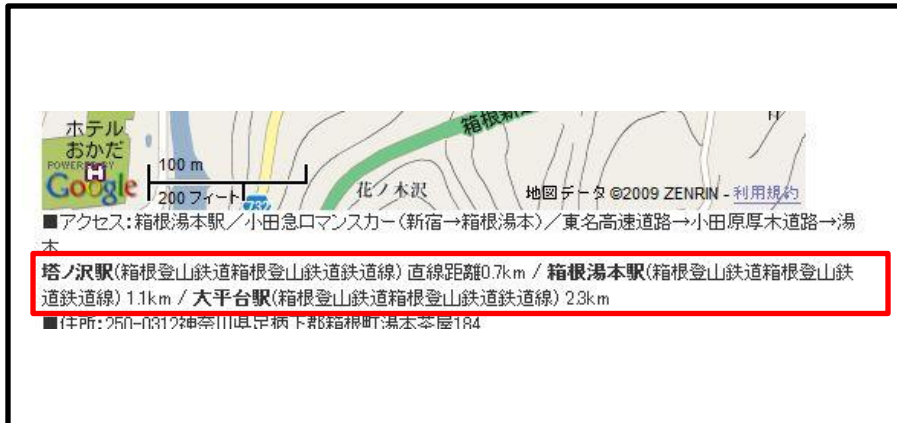 箱根新
ホテル
おかだ
POWERED BY
Google
100 m
200 フィート
732
花ノ木沢
地図データ ©2009 ZENRIN - 利用規約
■アクセス:箱根湯本駅／小田急ロマンスカー(新宿→箱根湯本)／東名高速道路→小田原厚木道路→湯
本
塔ノ沢駅(箱根登山鉄道箱根登山鉄道鉄道線) 直線距離0.7km / 箱根湯本駅(箱根登山鉄道箱根登山鉄
道鉄道線) 1.1km / 大平台駅(箱根登山鉄道箱根登山鉄道鉄道線) 2.3km
■住所:250-0312神奈川県足柄下郡箱根町湯本茶屋184